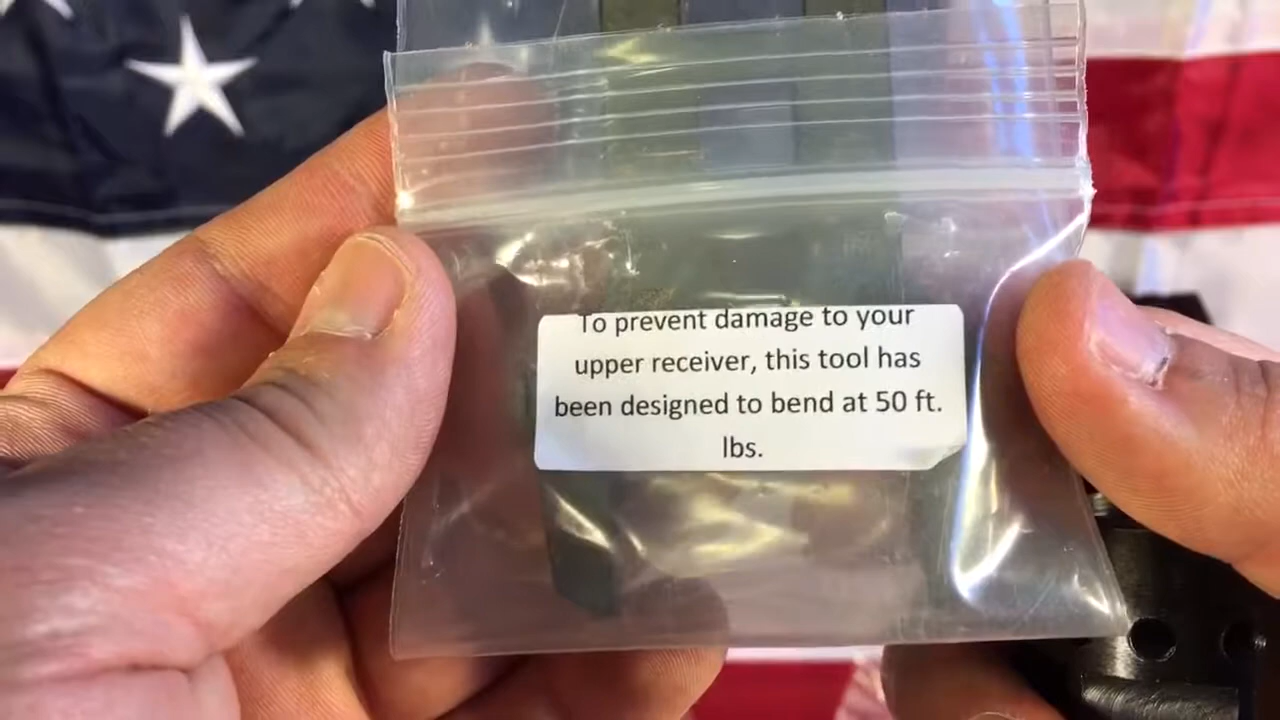 To prevent damage to your
upper receiver, this tool has
been designed to bend at 50 ft.
lbs.